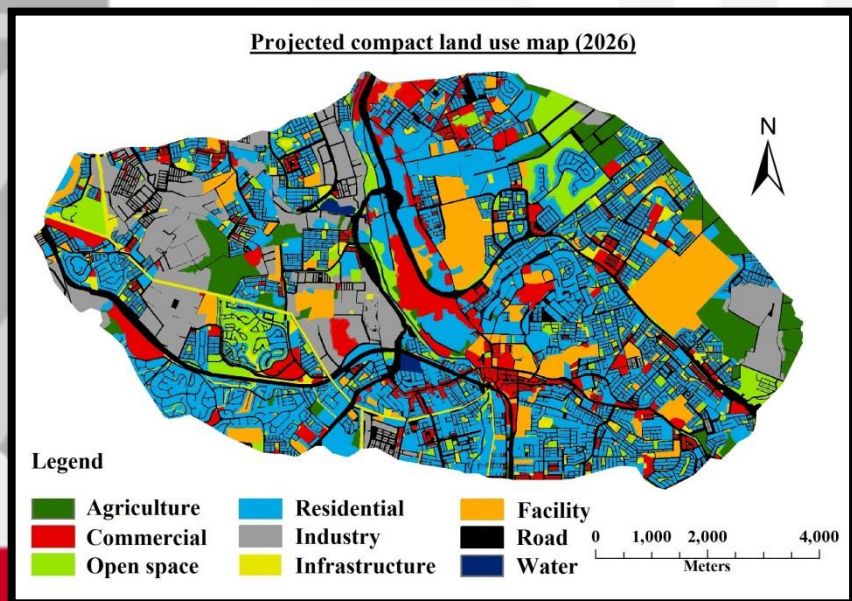 Projected compact land use map (2026)
N
Legend
Agriculture
Residential
Facility
Commercial
Industry
Road
Open space
Infrastructure
Water
0 1,000 2,000 4,000
Meters